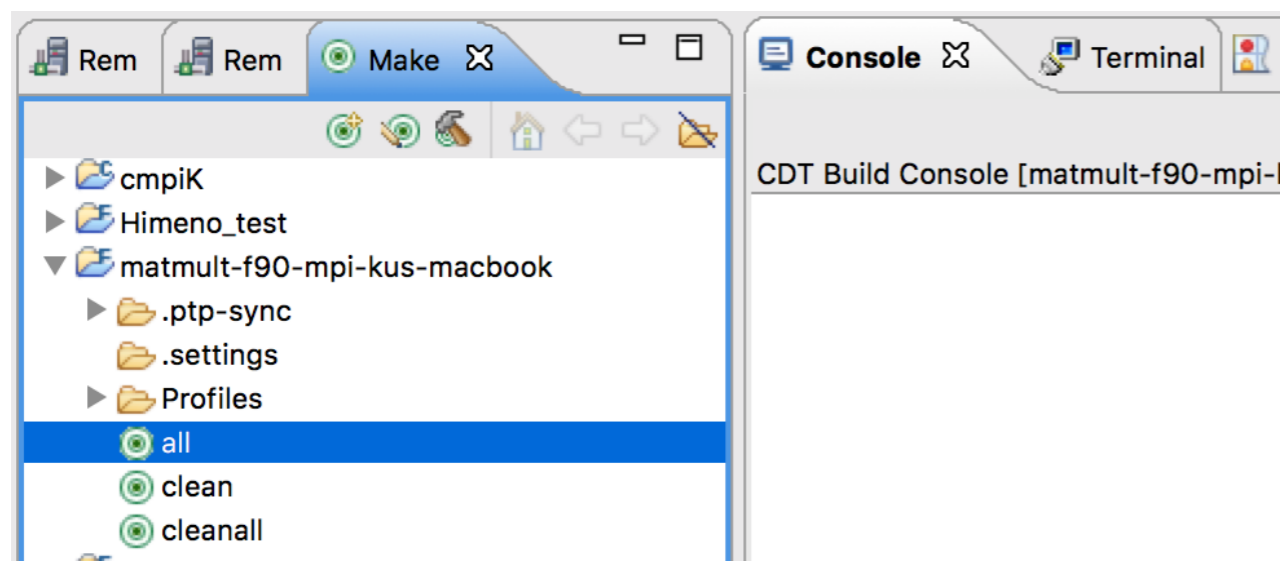 Rem Rem Make
Console Terminal
CDT Build Console [matmult-f90-mpi-
cmpiK
Himeno_test
matmult-f90-mpi-kus-macbook
.ptp-sync
.settings
Profiles
all
clean
cleanall